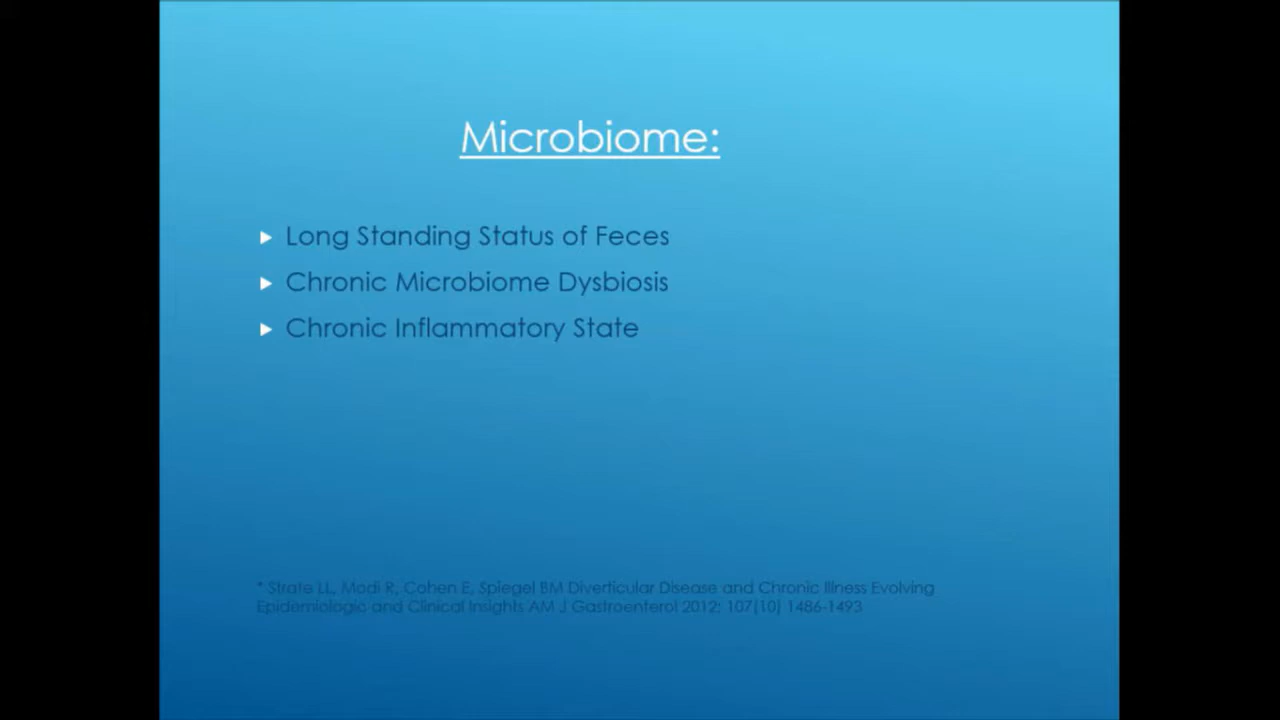 Microbiome:
Long Standing Status of Feces
Chronic Microbiome Dysbiosis
Chronic Inflammatory State
* Strate LL, Modi R, Cohen E, Spiegel BM Diverticular Disease and Chronic Illness Evolving
Epidemiologic and Clinical Insights AM J Gastroenterol 2012; 107(10) 1486-1493